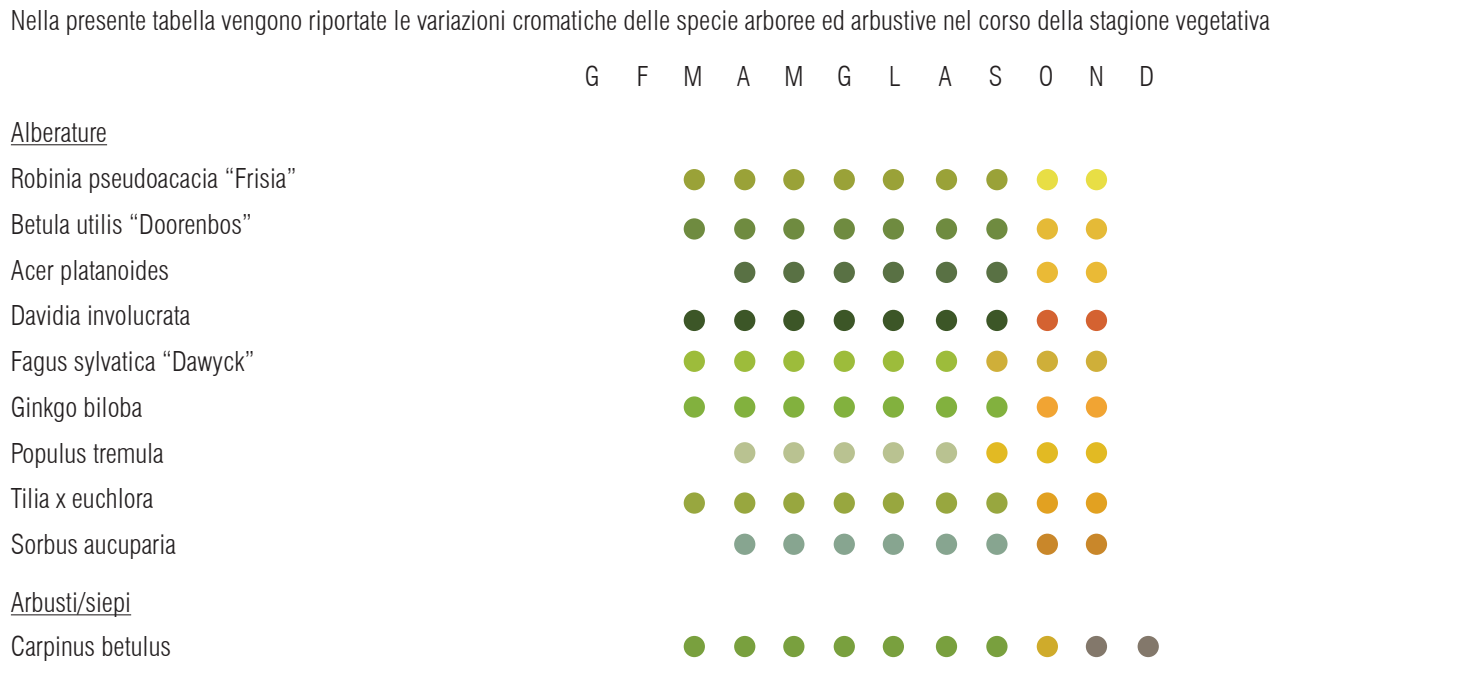 Nella presente tabella vengono riportate le variazioni cromatiche delle specie arboree ed arbustive nel corso della stagione vegetativa
G F M A M G L A S O N D
Alberature
Robinia pseudoacacia “Frisia”
Betula utilis “Doorenbos”
Acer platanoides
Davidia involucrata
Fagus sylvatica “Dawyck”
Ginkgo biloba
Populus tremula
Tilia x euchlora
Sorbus aucuparia
Arbusti/siepi
Carpinus betulus